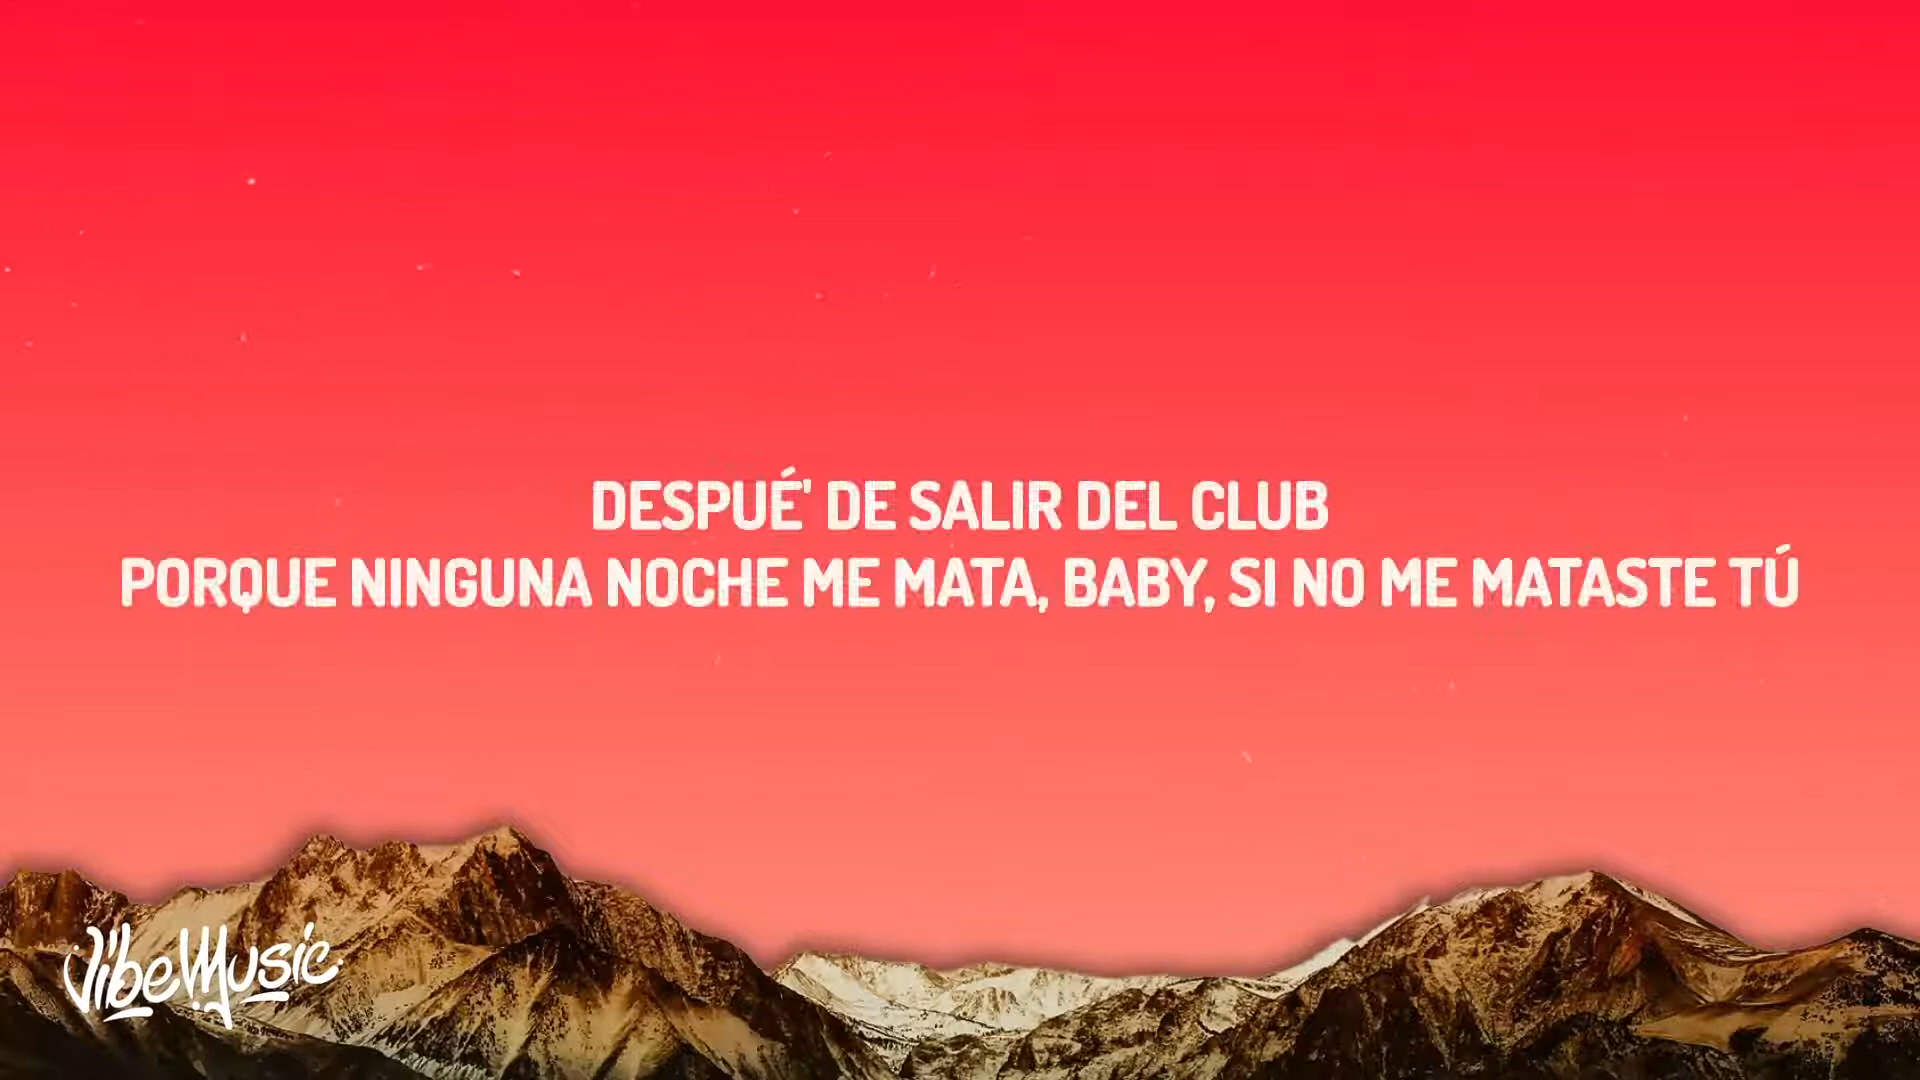 DESPUÉ' DE SALIR DEL CLUB
PORQUE NINGUNA NOCHE ME MATA, BABY, SI NO ME MATASTE TÚ
VibeMusic